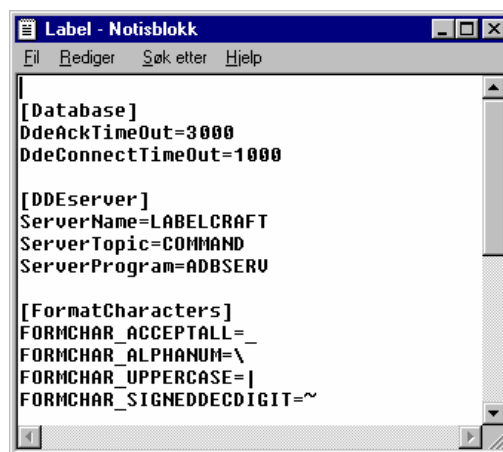 Label - Notisblokk
Fil Rediger Søk etter Hjelp
[Database]
DdeAckTimeOut=3000
DdeConnectTimeOut=1000
[DDEserver]
ServerName=LABELCRAFT
ServerTopic=COMMAND
ServerProgram=ADBSERV
[FormatCharacters]
FORMCHAR_ACCEPTALL=_
FORMCHAR_ALPHANUM=\
FORMCHAR_UPPERCASE=|
FORMCHAR_SIGNEDDECDIGIT=~